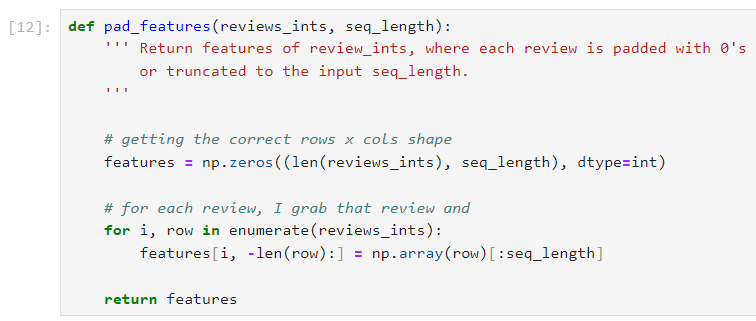 [12]: def pad_features(reviews_ints, seq_length):
    ''' Return features of review_ints, where each review is padded with 0's
        or truncated to the input seq_length.
    '''

    # getting the correct rows x cols shape
    features = np.zeros((len(reviews_ints), seq_length), dtype=int)

    # for each review, I grab that review and
    for i, row in enumerate(reviews_ints):
        features[i, -len(row):] = np.array(row)[:seq_length]

    return features